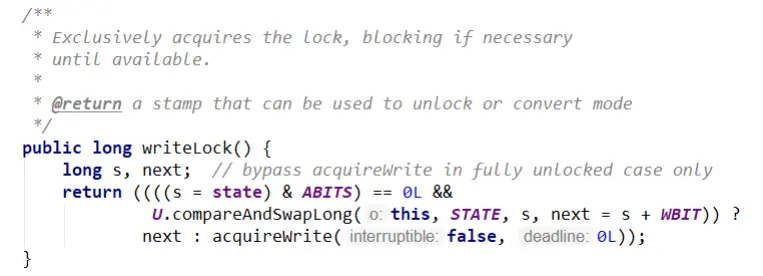 /**
 * Exclusively acquires the lock, blocking if necessary
 * until available.
 *
 * @return a stamp that can be used to unlock or convert mode
 */
public long writeLock() {
    long s, next;  // bypass acquireWrite in fully unlocked case only
    return ((((s = state) & ABITS) == 0L &&
             U.compareAndSwapLong( o: this, STATE, s, next = s + WBIT)) ?
            next : acquireWrite( interruptible: false, deadline: 0L));
}